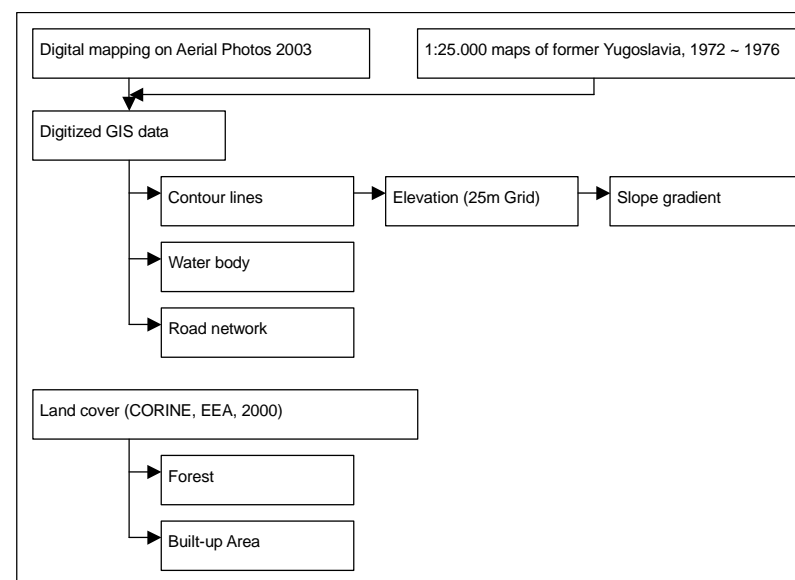 Digital mapping on Aerial Photos 2003
1:25.000 maps of former Yugoslavia, 1972 ~ 1976
Digitized GIS data
Contour lines
Elevation (25m Grid)
Slope gradient
Water body
Road network
Land cover (CORINE, EEA, 2000)
Forest
Built-up Area